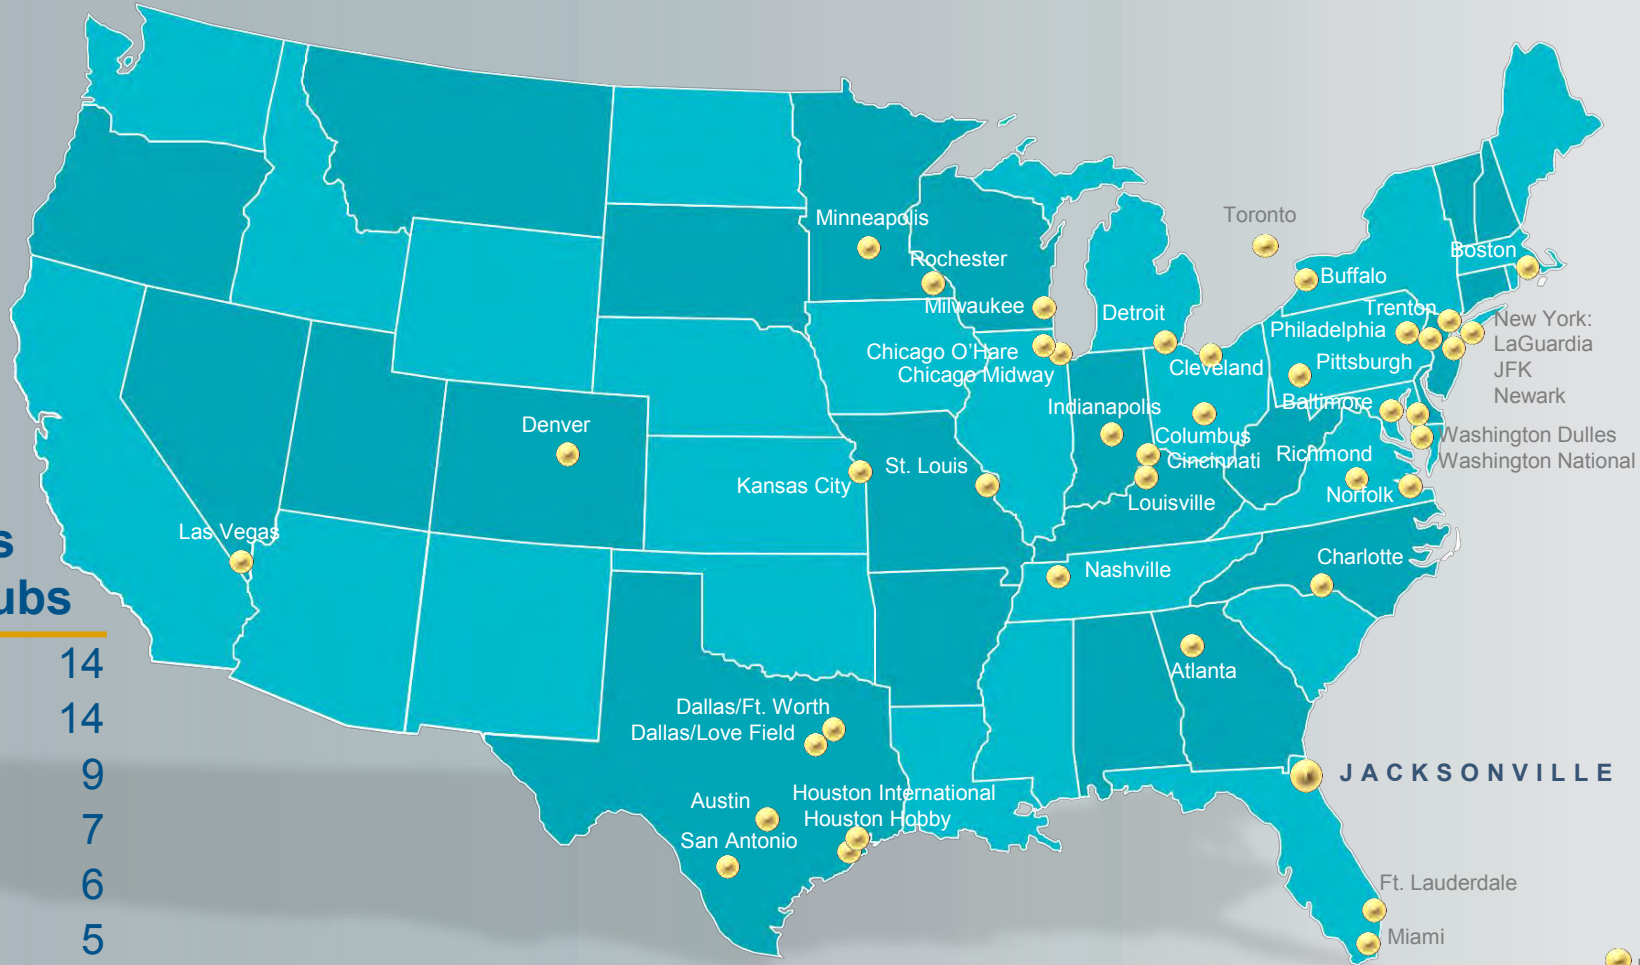 Toronto
Minneapolis
Boston
Rochester
Buffalo
Milwaukee
Detroit
Trenton
New York:
LaGuardia
JFK
Newark
Philadelphia
Chicago O'Hare
Chicago Midway
Cleveland
Pittsburgh
Indianapolis
Baltimore
Denver
Columbus
Cincinnati
Washington Dulles
Washington National
Richmond
St. Louis
Kansas City
Norfolk
Louisville
Las Vegas
Charlotte
Nashville
Atlanta
14
14
9
7
6
5
Dallas/Ft. Worth
Dallas/Love Field
JACKSONVILLE
Austin
Houston International
Houston Hobby
San Antonio
Ft. Lauderdale
Miami